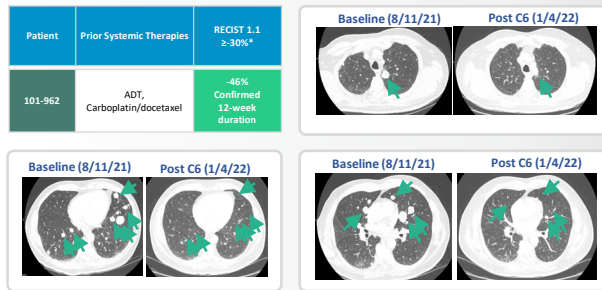 Patient
Prior Systemic Therapies
RECIST 1.1
≥-30%*
101-962
ADT,
Carboplatin/docetaxel
-46%
Confirmed
12-week
duration
Baseline (8/11/21)
Post C6 (1/4/22)
Baseline (8/11/21)
Post C6 (1/4/22)
Baseline (8/11/21)
Post C6 (1/4/22)